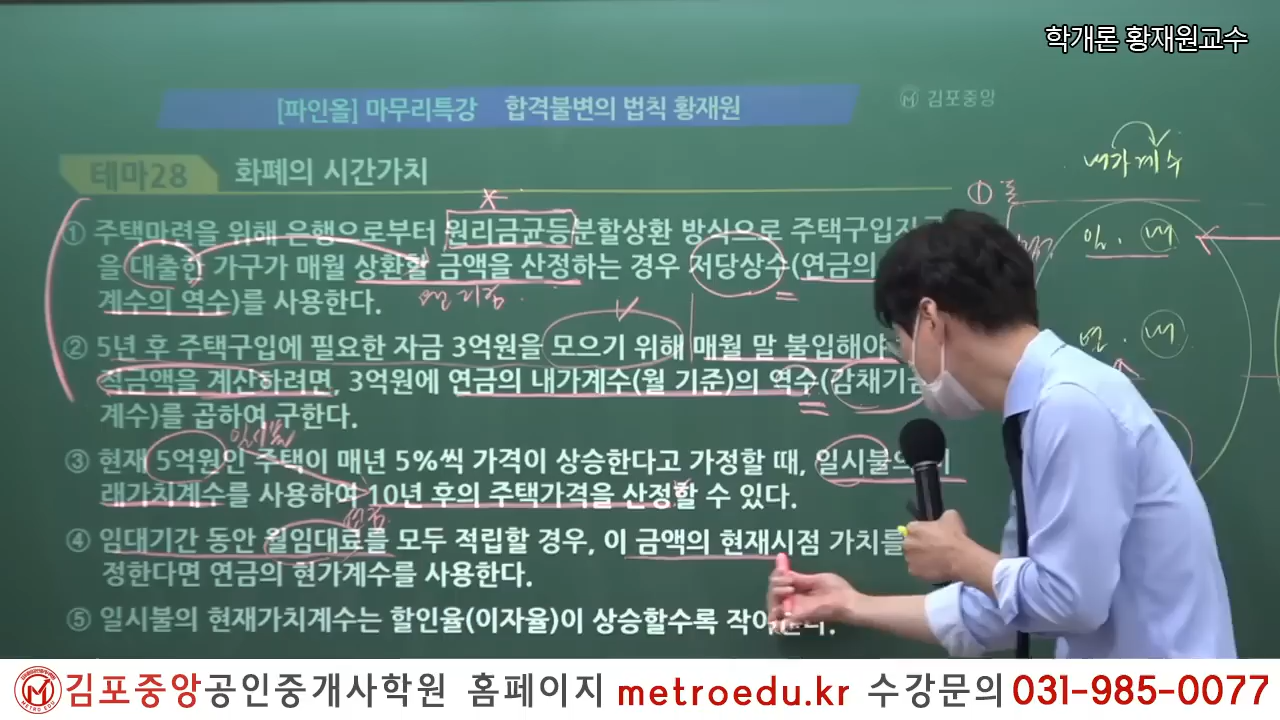 학개론 황재원교수
[파인올] 마무리특강 합격불변의 법칙 황재원
김포중앙
테마28 화폐의 시간가치
내가계수
① 주택마련을 위해 은행으로부터 원리금균등분할상환 방식으로 주택구입자금
을 대출한 가구가 매월 상환할 금액을 산정하는 경우 저당상수(연금의
계수의 역수)를 사용한다.
일. 내
② 5년 후 주택구입에 필요한 자금 3억원을 모으기 위해 매월 말 불입해야
연. 내
적금액을 계산하려면, 3억원에 연금의 내가계수(월 기준)의 역수(감채기금
계수)를 곱하여 구한다.
일시불
③ 현재 5억원인 주택이 매년 5%씩 가격이 상승한다고 가정할 때, 일시불의
래가치계수를 사용하여 10년 후의 주택가격을 산정할 수 있다.
연금
④ 임대기간 동안 월임대료를 모두 적립할 경우, 이 금액의 현재시점 가치를
정한다면 연금의 현가계수를 사용한다.
⑤ 일시불의 현재가치계수는 할인율(이자율)이 상승할수록
김포중앙공인중개사학원 홈페이지 metroedu.kr 수강문의 031-985-0077